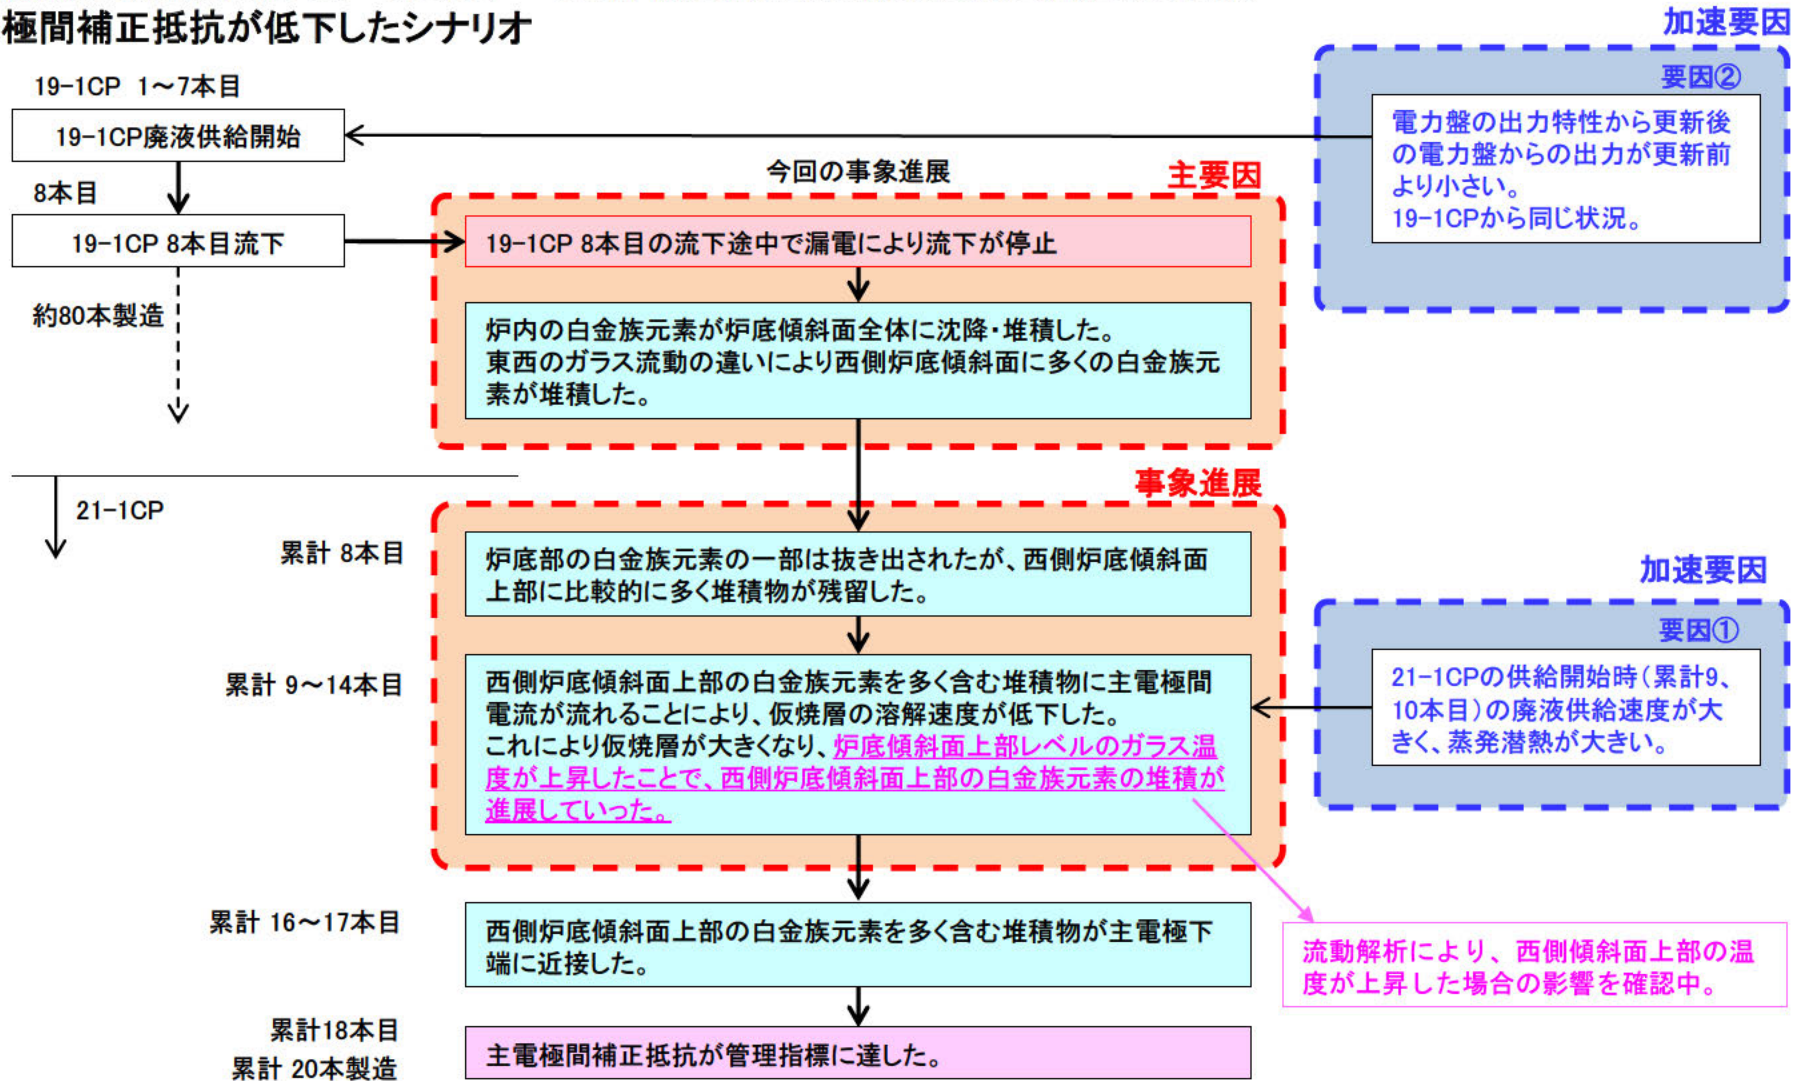 極間補正抵抗が低下したシナリオ
加速要因
要因②
電力盤の出力特性から更新後
の電力盤からの出力が更新前
より小さい。
19-1CPから同じ状況。
19-1CP 1～7本目
19-1CP廃液供給開始
8本目
19-1CP 8本目流下
約80本製造
今回の事象進展
主要因
19-1CP 8本目の流下途中で漏電により流下が停止
炉内の白金族元素が炉底傾斜面全体に沈降・堆積した。
東西のガラス流動の違いにより西側炉底傾斜面に多くの白金族元
素が堆積した。
21-1CP
事象進展
累計 8本目
炉底部の白金族元素の一部は抜き出されたが、西側炉底傾斜面
上部に比較的に多く堆積物が残留した。
累計 9～14本目
西側炉底傾斜面上部の白金族元素を多く含む堆積物に主電極間
電流が流れることにより、仮焼層の溶解速度が低下した。
これにより仮焼層が大きくなり、炉底傾斜面上部レベルのガラス温
度が上昇したことで、西側炉底傾斜面上部の白金族元素の堆積が
進展していった。
加速要因
要因①
21-1CPの供給開始時（累計9、
10本目）の廃液供給速度が大
きく、蒸発潜熱が大きい。
累計 16～17本目
西側炉底傾斜面上部の白金族元素を多く含む堆積物が主電極下
端に近接した。
流動解析により、西側傾斜面上部の温
度が上昇した場合の影響を確認中。
累計18本目
累計 20本製造
主電極間補正抵抗が管理指標に達した。